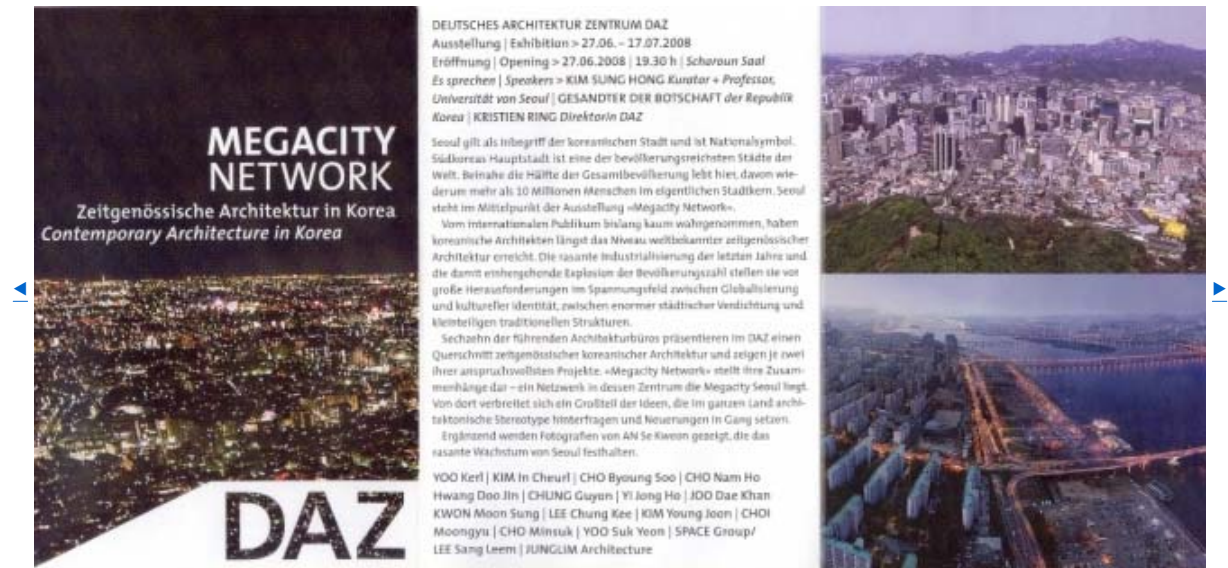 MEGACITY
NETWORK
Zeitgenössische Architektur in Korea
Contemporary Architecture in Korea
DAZ
DEUTSCHES ARCHITEKTUR ZENTRUM DAZ
Ausstellung | Exhibition > 27.06. – 17.07.2008
Eröffnung | Opening > 27.06.2008 | 19.30 h | Scharoun Saal
Es sprechen | Speakers > KIM SUNG HONG Kurator + Professor,
Universität von Seoul | GESANDTER DER BOTSCHAFT der Republik
Korea | KRISTIEN RING Direktorin DAZ
Seoul gilt als Inbegriff der koreanischen Stadt und ist Nationalsymbol.
Südkoreas Hauptstadt ist eine der bevölkerungsreichsten Städte der
Welt. Beinahe die Hälfte der Gesamtbevölkerung lebt hier, davon wie-
derum mehr als 10 Millionen Menschen im eigentlichen Stadtkern. Seoul
steht im Mittelpunkt der Ausstellung »Megacity Network«.
Vom internationalen Publikum bislang kaum wahrgenommen, haben
koreanische Architekten längst das Niveau weltbekannter zeitgenössischer
Architektur erreicht. Die rasante Industrialisierung der letzten Jahre und
die damit einhergehende Explosion der Bevölkerungszahl stellen sie vor
große Herausforderungen im Spannungsfeld zwischen Globalisierung
und kultureller Identität, zwischen enormer städtischer Verdichtung und
kleinteiligen traditionellen Strukturen.
Sechzehn der führenden Architekturbüros präsentieren im DAZ einen
Querschnitt zeitgenössischer koreanischer Architektur und zeigen je zwei
ihrer anspruchsvollsten Projekte. »Megacity Network« stellt ihre Zusam-
menhänge dar – ein Netzwerk in dessen Zentrum die Megacity Seoul liegt.
Von dort verbreitet sich ein Großteil der Ideen, die im ganzen Land archi-
tektonische Stereotype hinterfragen und Neuerungen in Gang setzen.
Ergänzend werden Fotografien von AN Se Kweon gezeigt, die das
rasante Wachstum von Seoul festhalten.
YOO Kerl | KIM In Cheurl | CHO Byoung Soo | CHO Nam Ho
Hwang Doo Jin | CHUNG Guyon | Yi Jong Ho | JOO Dae Khan
KWON Moon Sung | LEE Chung Kee | KIM Young Joon | CHOI
Moongyu | CHO Minsuk | YOO Suk Yeon | SPACE Group/
LEE Sang Leem | JUNGLIM Architecture